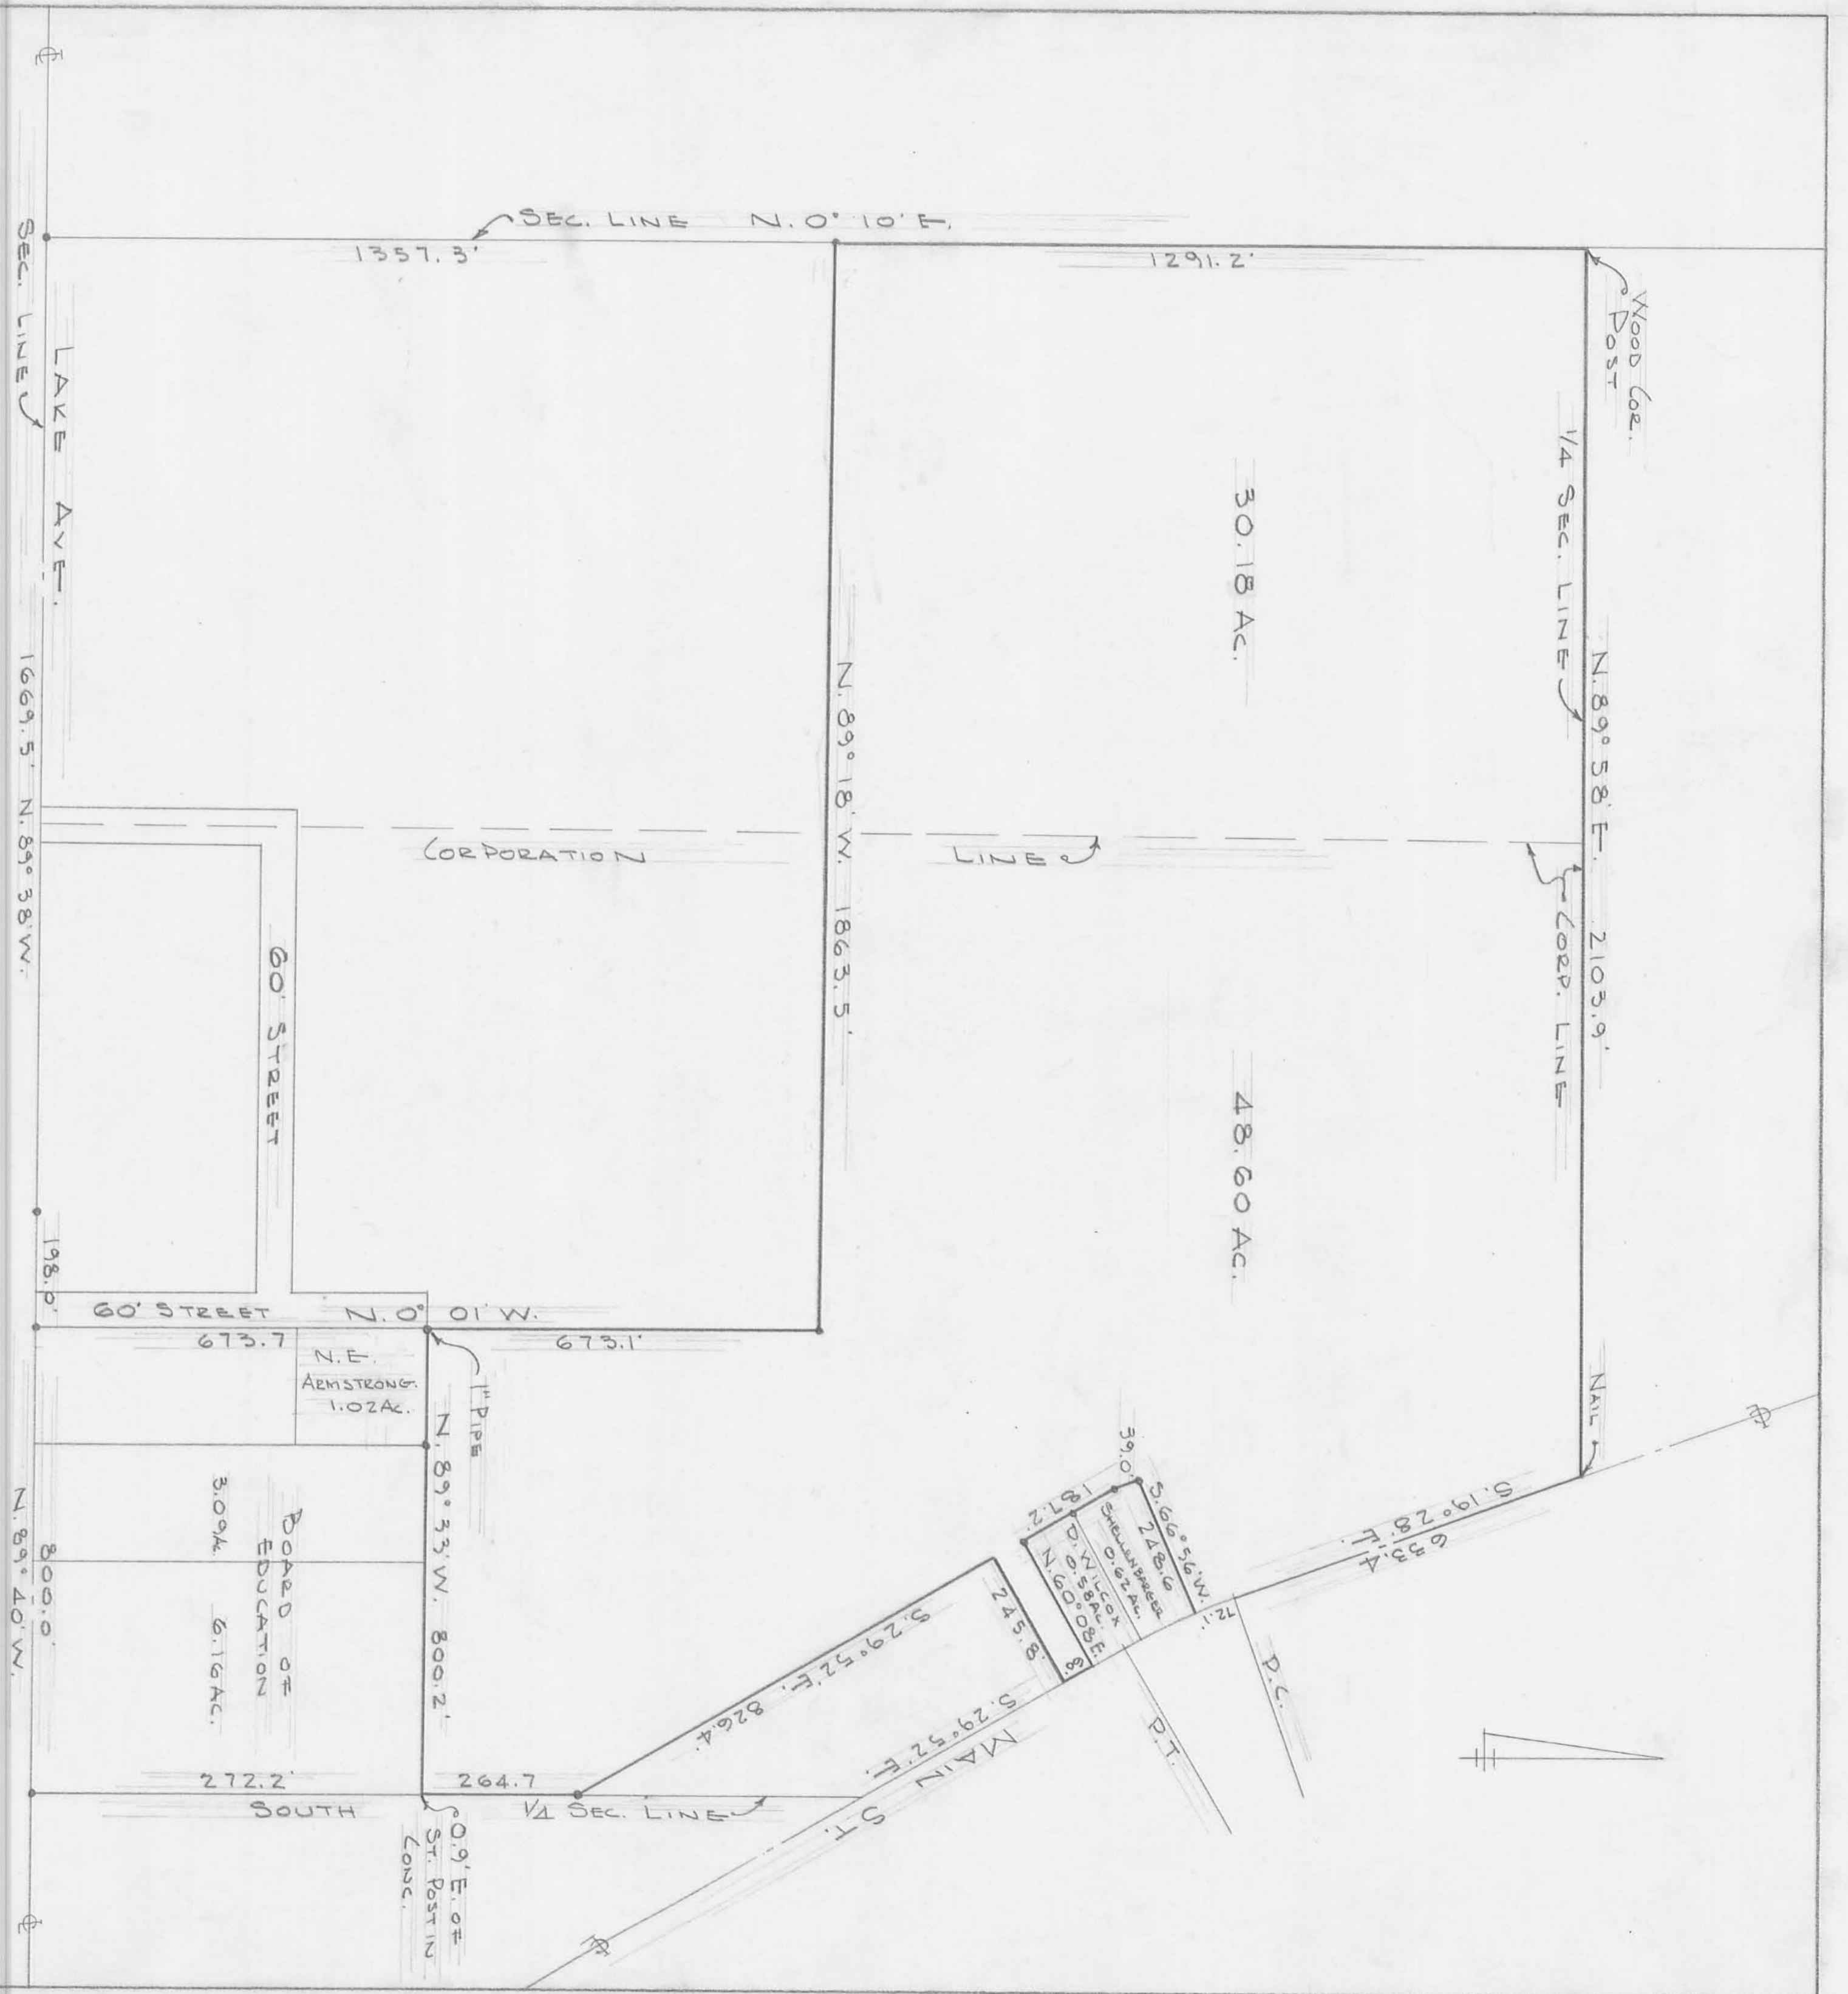 SEC. LINE N. 0° 10' E.
1357.3'
1291.2'
WOOD COR.
POST
SEC. LINE
LAKE AVE.
1669.5' N. 89° 38' W.
30.18 AC.
1/4 SEC. LINE
N. 89° 58' E. 2103.9'
N. 89° 18' W. 1863.5'
CORPORATION
LINE
CORP. LINE
60' STREET
48.60 AC.
198.0'
60' STREET
N. 0° 01' W.
673.7
673.1'
N.E.
ARMSTRONG.
1.02 AC.
1" PIPE
NAIL
S. 19° 28' E.
633.4
39.0'
187.2'
S. 66° 56' W.
248.6
SHELLENBARGER
0.62 AC.
D. WILCOX
0.58 AC.
N. 60° 08' E.
72.1'
60'
245.8'
P.C.
P.T.
N. 89° 33' W. 800.2'
BOARD OF
EDUCATION
3.09 Ac. 6.16 AC.
800.0'
N. 89° 40' W.
S. 29° 52' E. 826.4'
S. 29° 52' E.
MAIN ST.
272.2'
264.7
SOUTH
1/4 SEC. LINE
0.9' E. OF
ST. POST IN
CONC.